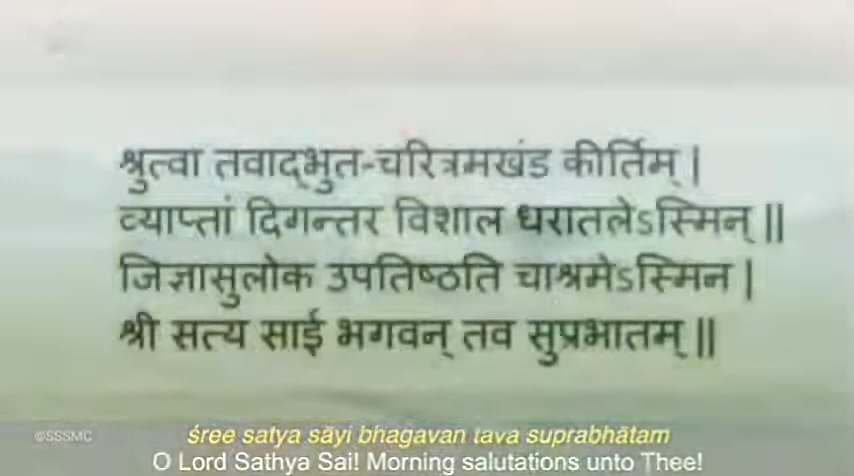 श्रुत्वा तवाद्भुत-चरित्रमखंड कीर्तिम् |
व्याप्तां दिगन्तर विशाल धरातलेऽस्मिन् ||
जिज्ञासुलोक उपतिष्ठति चाश्रमेऽस्मिन |
श्री सत्य साई भगवन् तव सुप्रभातम् ||
©SSSMC
śree satya sāyi bhagavan tava suprabhātam
O Lord Sathya Sai! Morning salutations unto Thee!